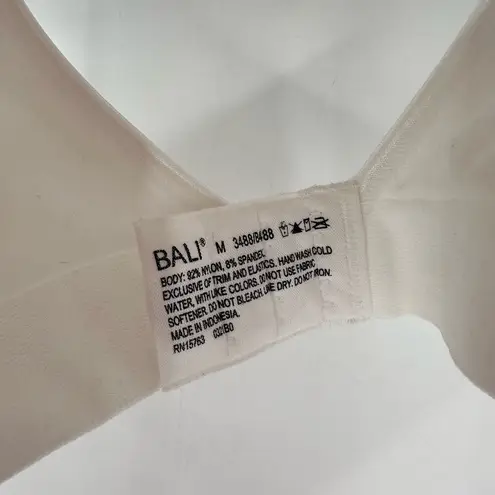 BALI® M 3488/B488
BODY: 92% NYLON, 8% SPANDEX
EXCLUSIVE OF TRIM AND ELASTICS. HAND WASH COLD
WATER, WITH LIKE COLORS. DO NOT USE FABRIC
SOFTENER. DO NOT BLEACH. LINE DRY. DO NOT IRON.
MADE IN INDONESIA.
RN15763